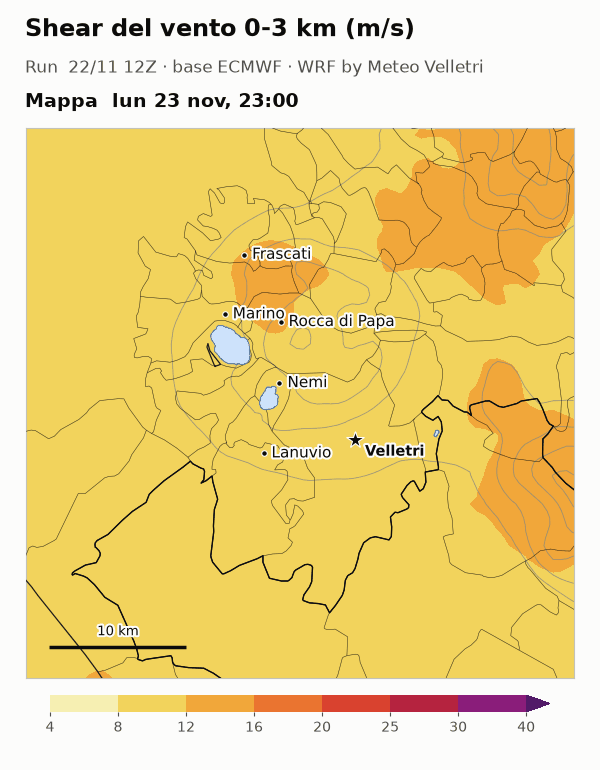 Shear del vento 0-3 km (m/s)
Run  22/11 12Z · base ECMWF · WRF by Meteo Velletri
Mappa  lun 23 nov, 23:00
Frascati
Marino
Rocca di Papa
Nemi
Velletri
Lanuvio
10 km
4 8 12 16 20 25 30 40